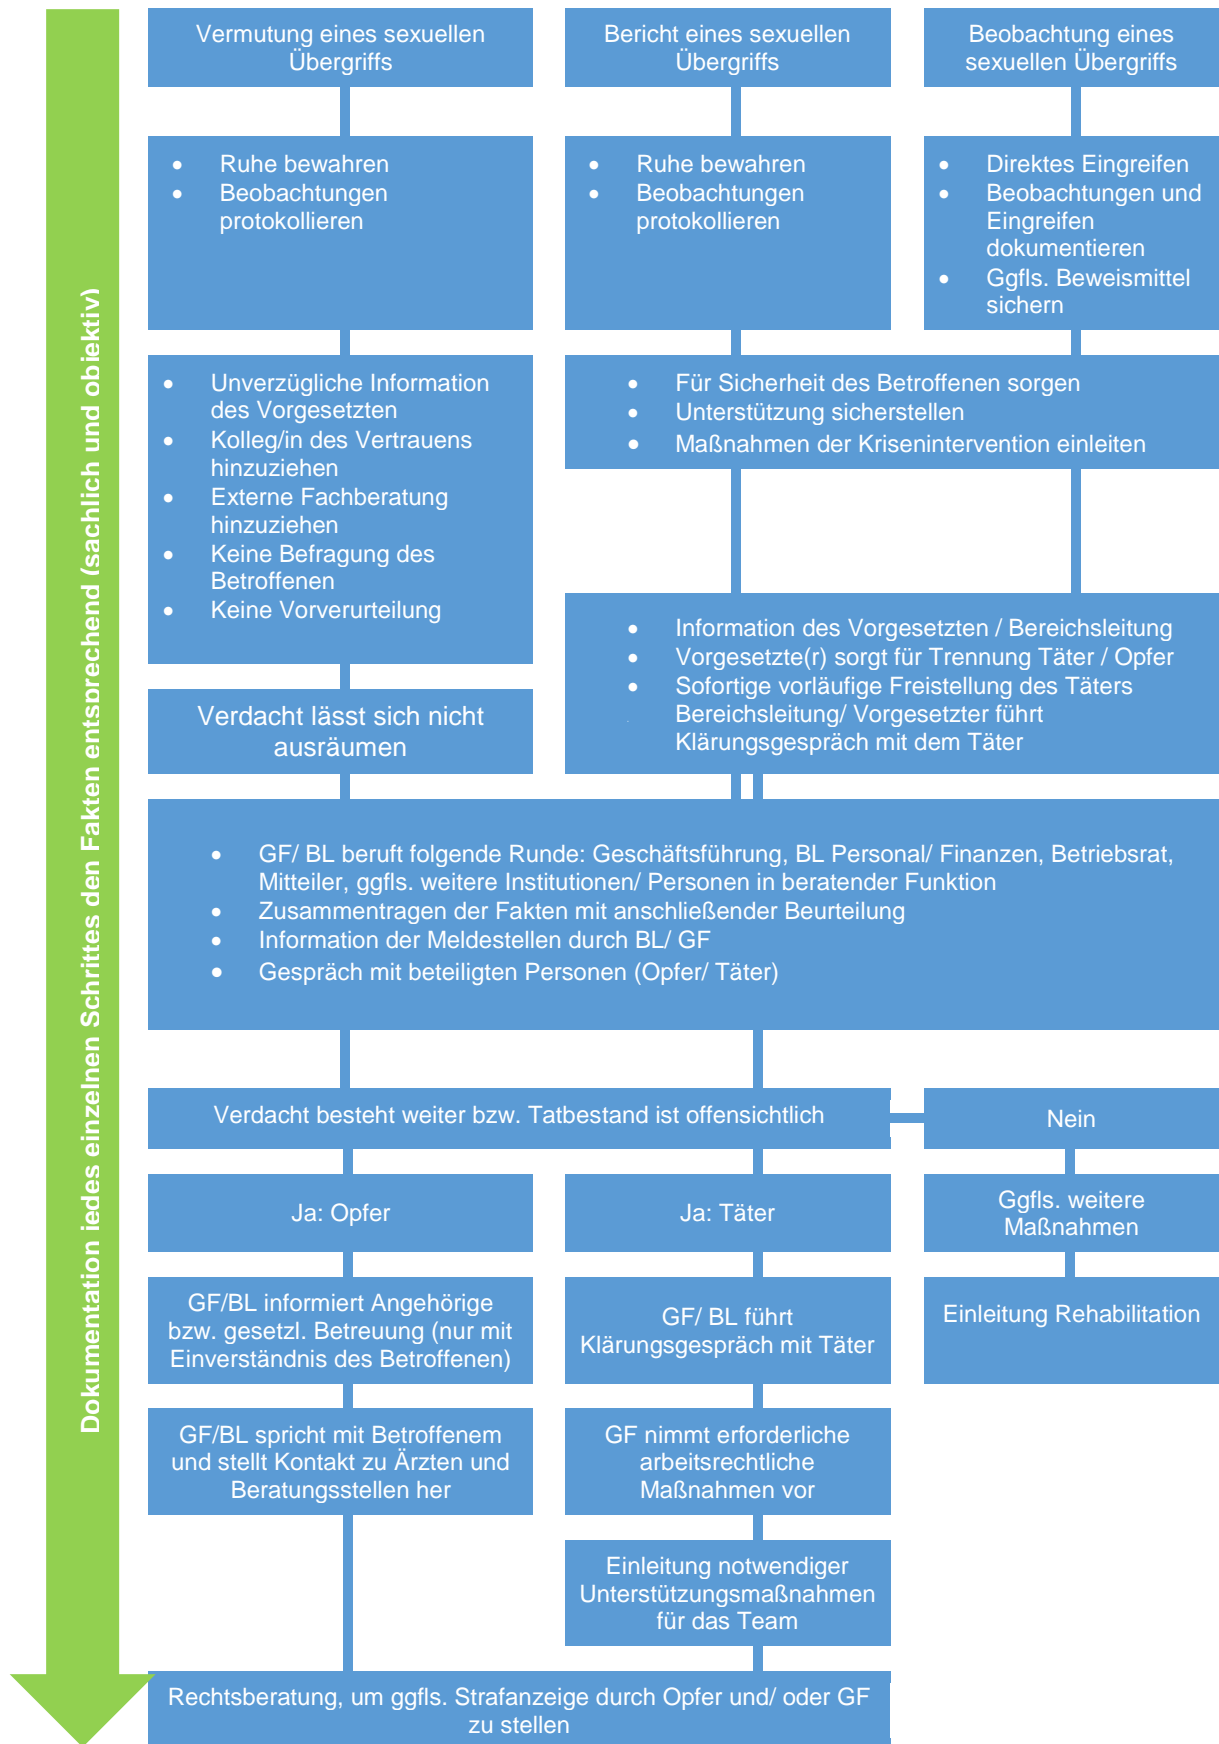 Vermutung eines sexuellen
Übergriffs
Bericht eines sexuellen
Übergriffs
Beobachtung eines
sexuellen Übergriffs
• Ruhe bewahren
• Beobachtungen
protokollieren
• Ruhe bewahren
• Beobachtungen
protokollieren
• Direktes Eingreifen
• Beobachtungen und
Eingreifen
dokumentieren
• Ggfls. Beweismittel
sichern
• Unverzügliche Information
des Vorgesetzten
• Kolleg/in des Vertrauens
hinzuziehen
• Externe Fachberatung
hinzuziehen
• Keine Befragung des
Betroffenen
• Keine Vorverurteilung
• Für Sicherheit des Betroffenen sorgen
• Unterstützung sicherstellen
• Maßnahmen der Krisenintervention einleiten
• Information des Vorgesetzten / Bereichsleitung
• Vorgesetzte(r) sorgt für Trennung Täter / Opfer
• Sofortige vorläufige Freistellung des Täters
Bereichsleitung/ Vorgesetzter führt
Klärungsgespräch mit dem Täter
Verdacht lässt sich nicht
ausräumen
• GF/ BL beruft folgende Runde: Geschäftsführung, BL Personal/ Finanzen, Betriebsrat,
Mitteiler, ggfls. weitere Institutionen/ Personen in beratender Funktion
• Zusammentragen der Fakten mit anschließender Beurteilung
• Information der Meldestellen durch BL/ GF
• Gespräch mit beteiligten Personen (Opfer/ Täter)
Verdacht besteht weiter bzw. Tatbestand ist offensichtlich
Nein
Ja: Opfer
Ja: Täter
Ggfls. weitere
Maßnahmen
GF/BL informiert Angehörige
bzw. gesetzl. Betreuung (nur mit
Einverständnis des Betroffenen)
GF/ BL führt
Klärungsgespräch mit Täter
Einleitung Rehabilitation
GF/BL spricht mit Betroffenem
und stellt Kontakt zu Ärzten und
Beratungsstellen her
GF nimmt erforderliche
arbeitsrechtliche
Maßnahmen vor
Einleitung notwendiger
Unterstützungsmaßnahmen
für das Team
Rechtsberatung, um ggfls. Strafanzeige durch Opfer und/ oder GF
zu stellen
Dokumentation jedes einzelnen Schrittes den Fakten entsprechend (sachlich und objektiv)